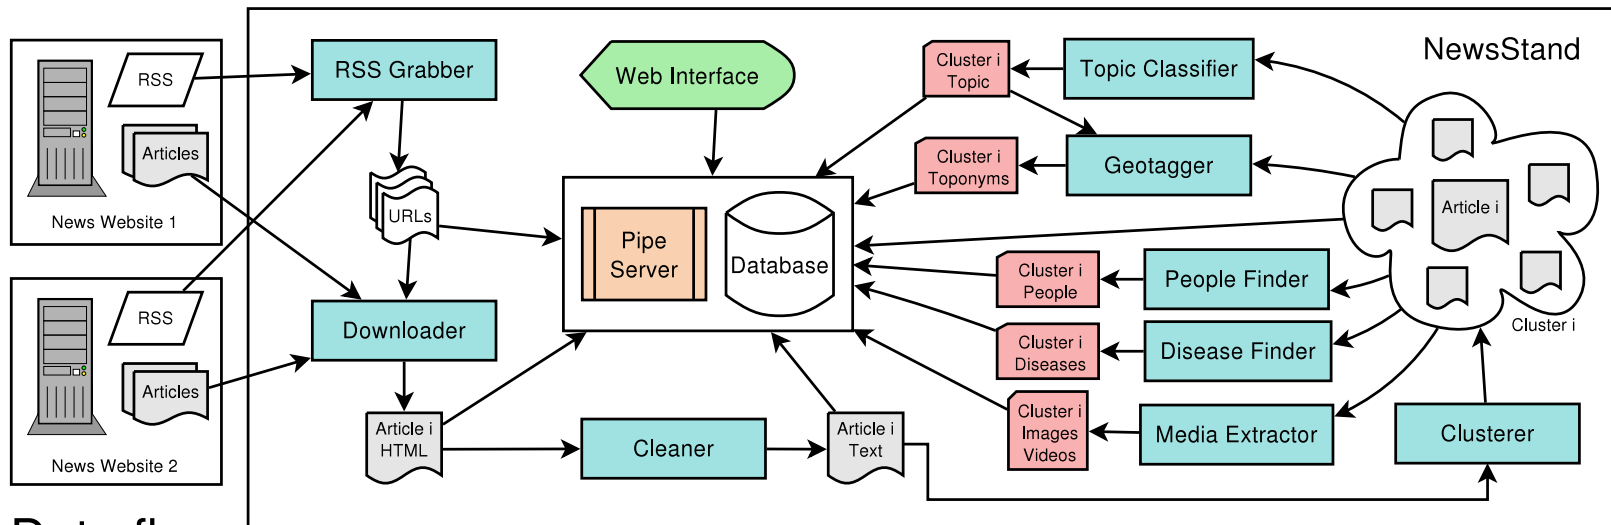 NewsStand
RSS
Articles
News Website 1
RSS
Articles
News Website 2
RSS Grabber
URLs
Downloader
Article i
HTML
Web Interface
Pipe
Server
Database
Cleaner
Article i
Text
Cluster i
Topic
Topic Classifier
Cluster i
Toponyms
Geotagger
Cluster i
People
People Finder
Cluster i
Diseases
Disease Finder
Cluster i
Images
Videos
Media Extractor
Article i
Cluster i
Clusterer